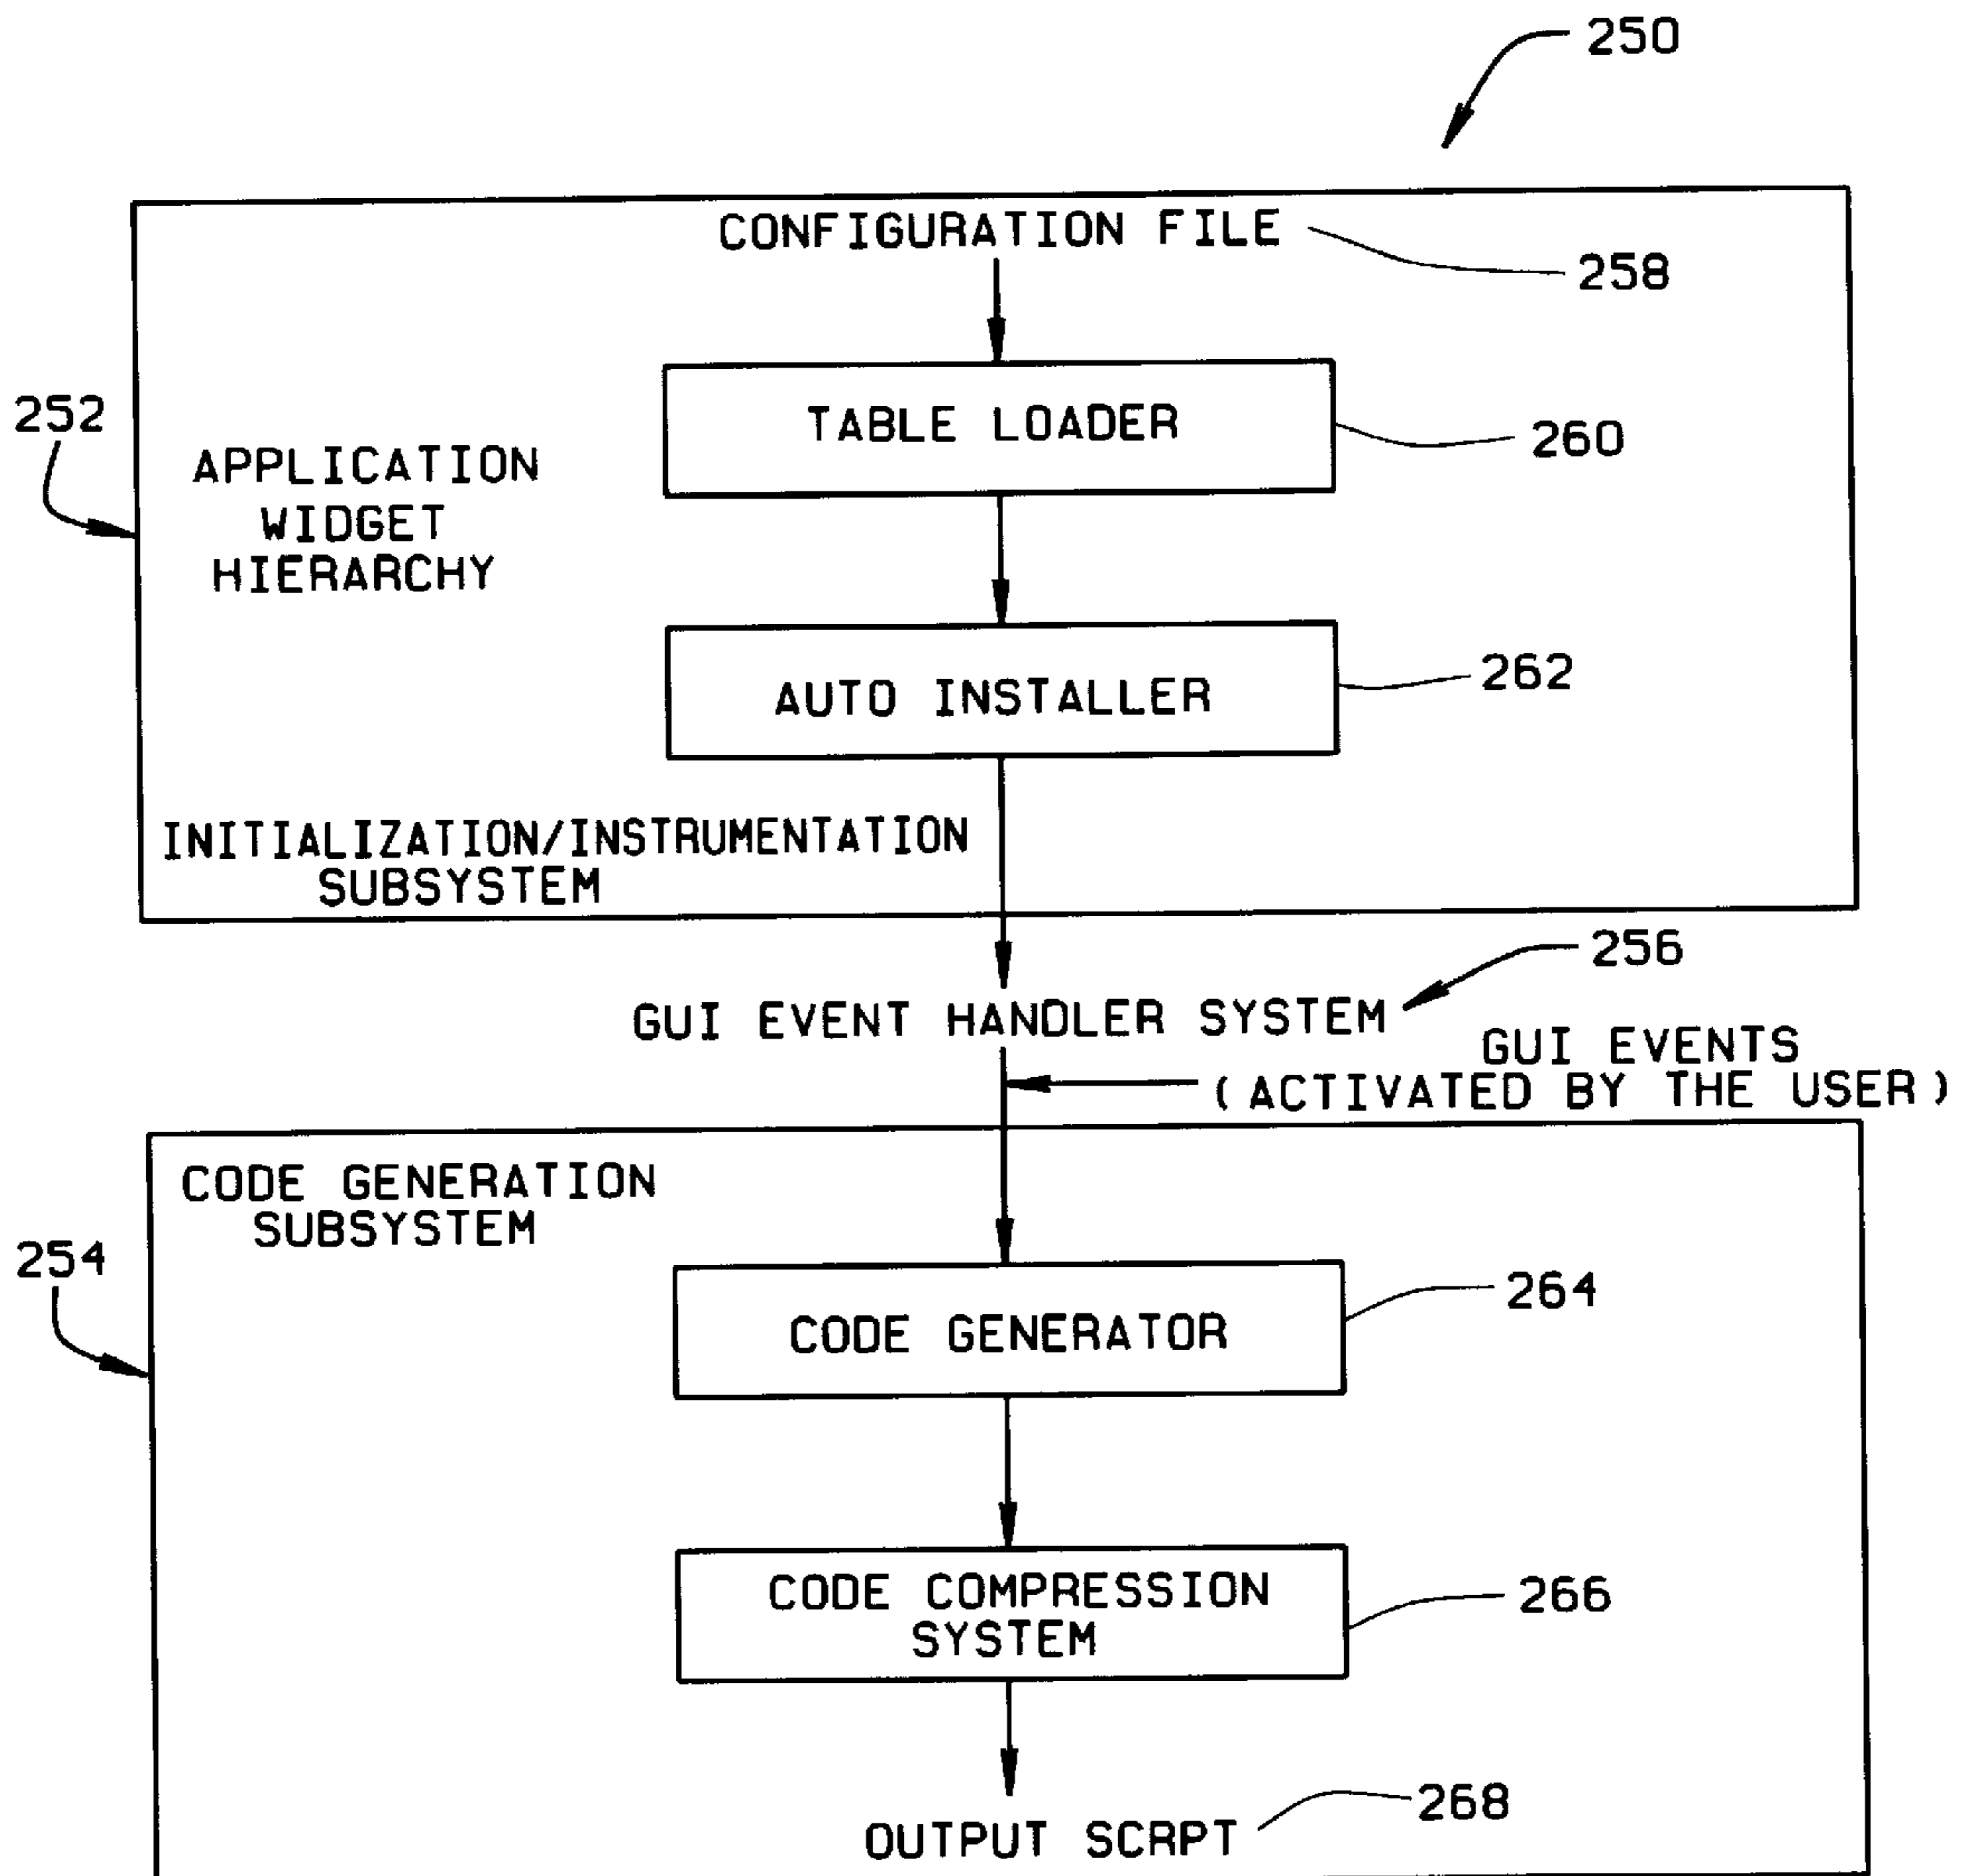 250
CONFIGURATION FILE
258
TABLE LOADER
260
252
APPLICATION
WIDGET
HIERARCHY
AUTO INSTALLER
262
INITIALIZATION/INSTRUMENTATION
SUBSYSTEM
256
GUI EVENT HANDLER SYSTEM
GUI EVENTS
(ACTIVATED BY THE USER)
CODE GENERATION
SUBSYSTEM
254
264
CODE GENERATOR
CODE COMPRESSION
SYSTEM
266
268
OUTPUT SCRPT